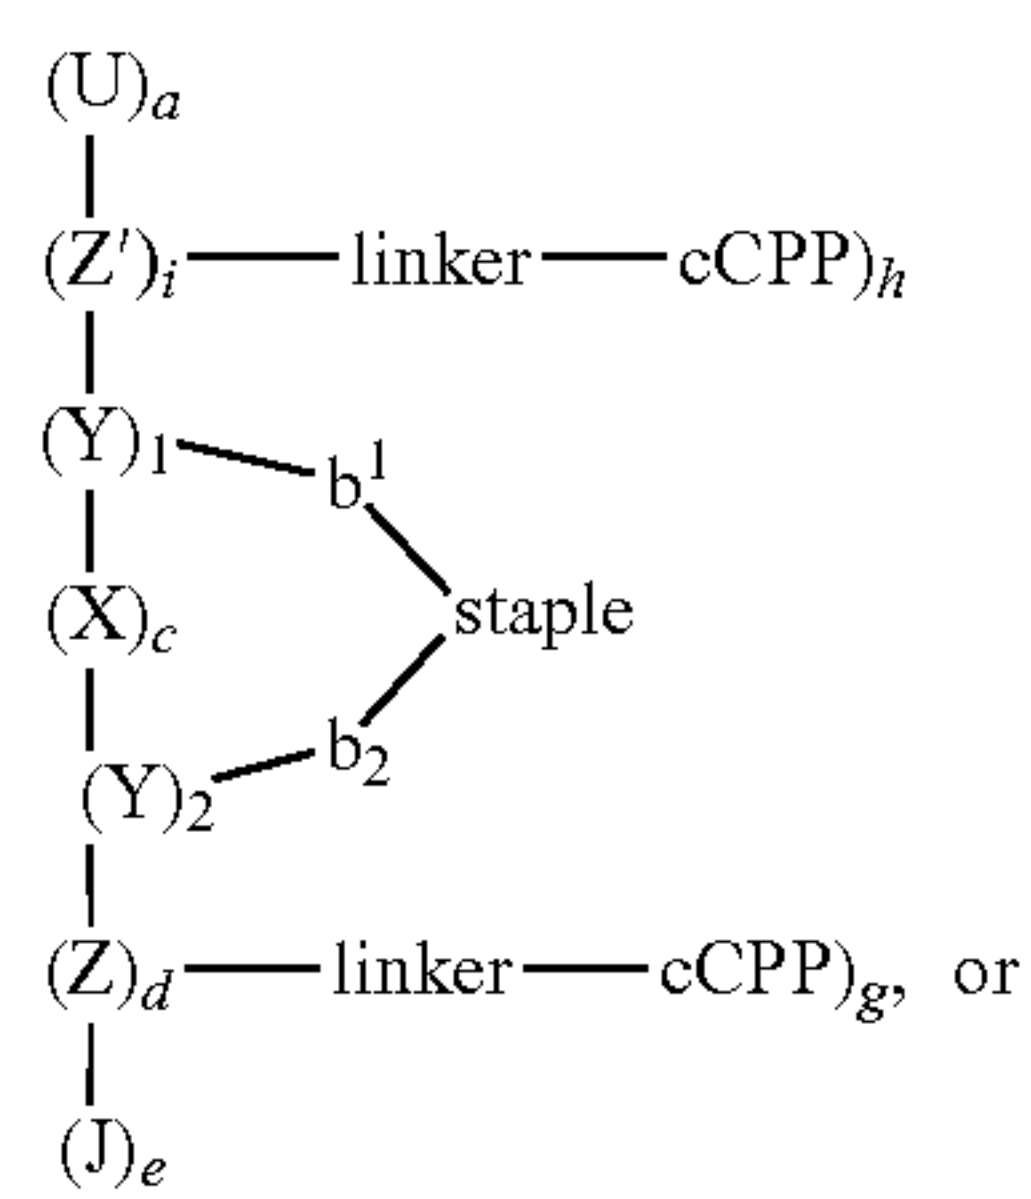 (U)a
(Z')i linker cCPP)h
(Y)1
b1
(X)c
staple
b2
(Y)2
(Z)d linker cCPP)g, or
(J)e